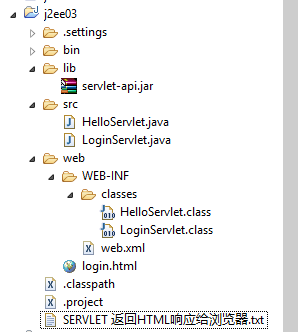 j2ee03
.settings
bin
lib
servlet-api.jar
src
HelloServlet.java
LoginServlet.java
web
WEB-INF
classes
HelloServlet.class
LoginServlet.class
web.xml
login.html
.classpath
.project
SERVLET 返回HTML响应给浏览器.txt